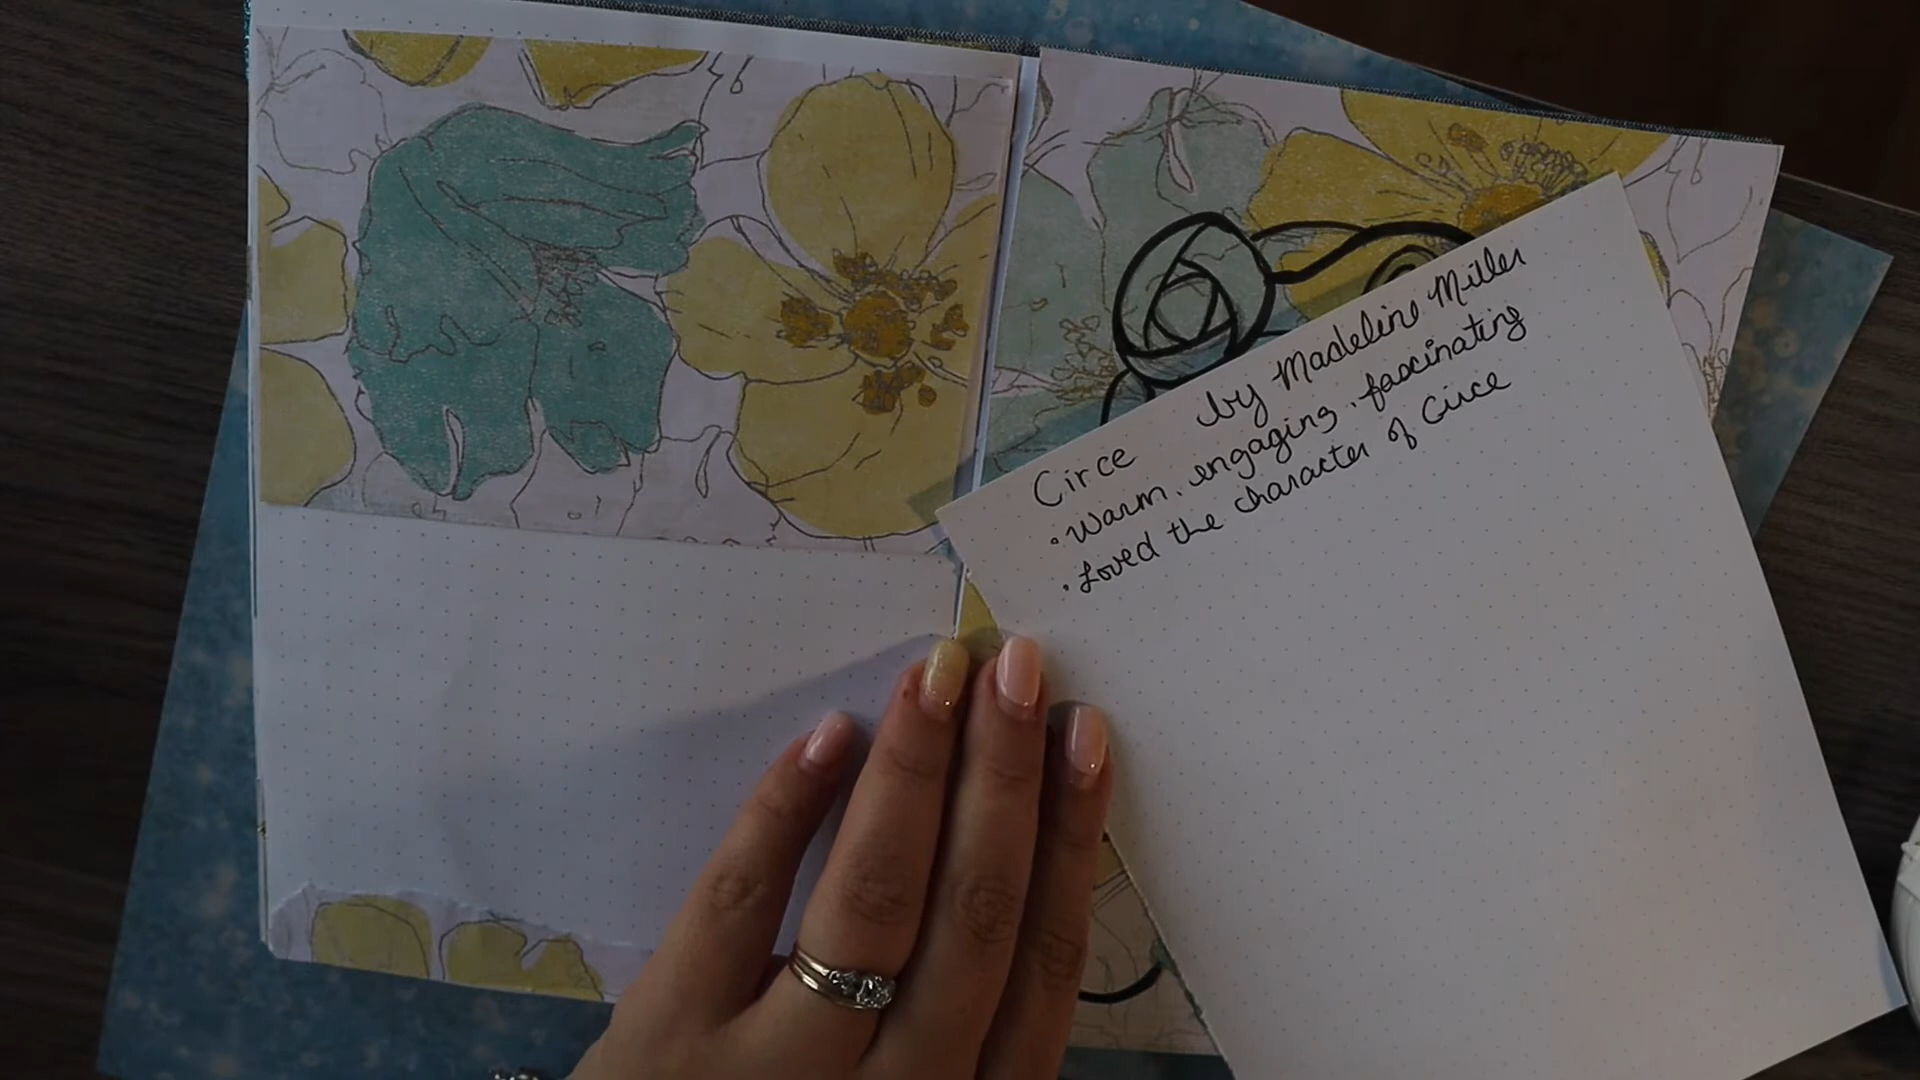 Circe by Madeline Miller
• Warm, engaging, fascinating
• Loved the character of Circe